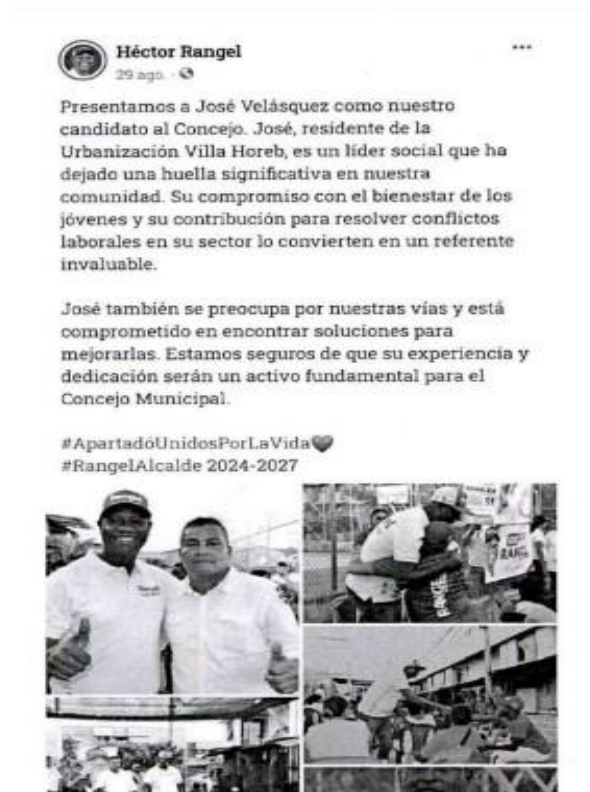 Héctor Rangel
29 ago. ·
Presentamos a José Velásquez como nuestro
candidato al Concejo. José, residente de la
Urbanización Villa Horeb, es un líder social que ha
dejado una huella significativa en nuestra
comunidad. Su compromiso con el bienestar de los
jóvenes y su contribución para resolver conflictos
laborales en su sector lo convierten en un referente
invaluable.
José también se preocupa por nuestras vías y está
comprometido en encontrar soluciones para
mejorarlas. Estamos seguros de que su experiencia y
dedicación serán un activo fundamental para el
Concejo Municipal.
#ApartadóUnidosPorLaVida🖤
#RangelAlcalde 2024-2027
RANGEL
RANGEL